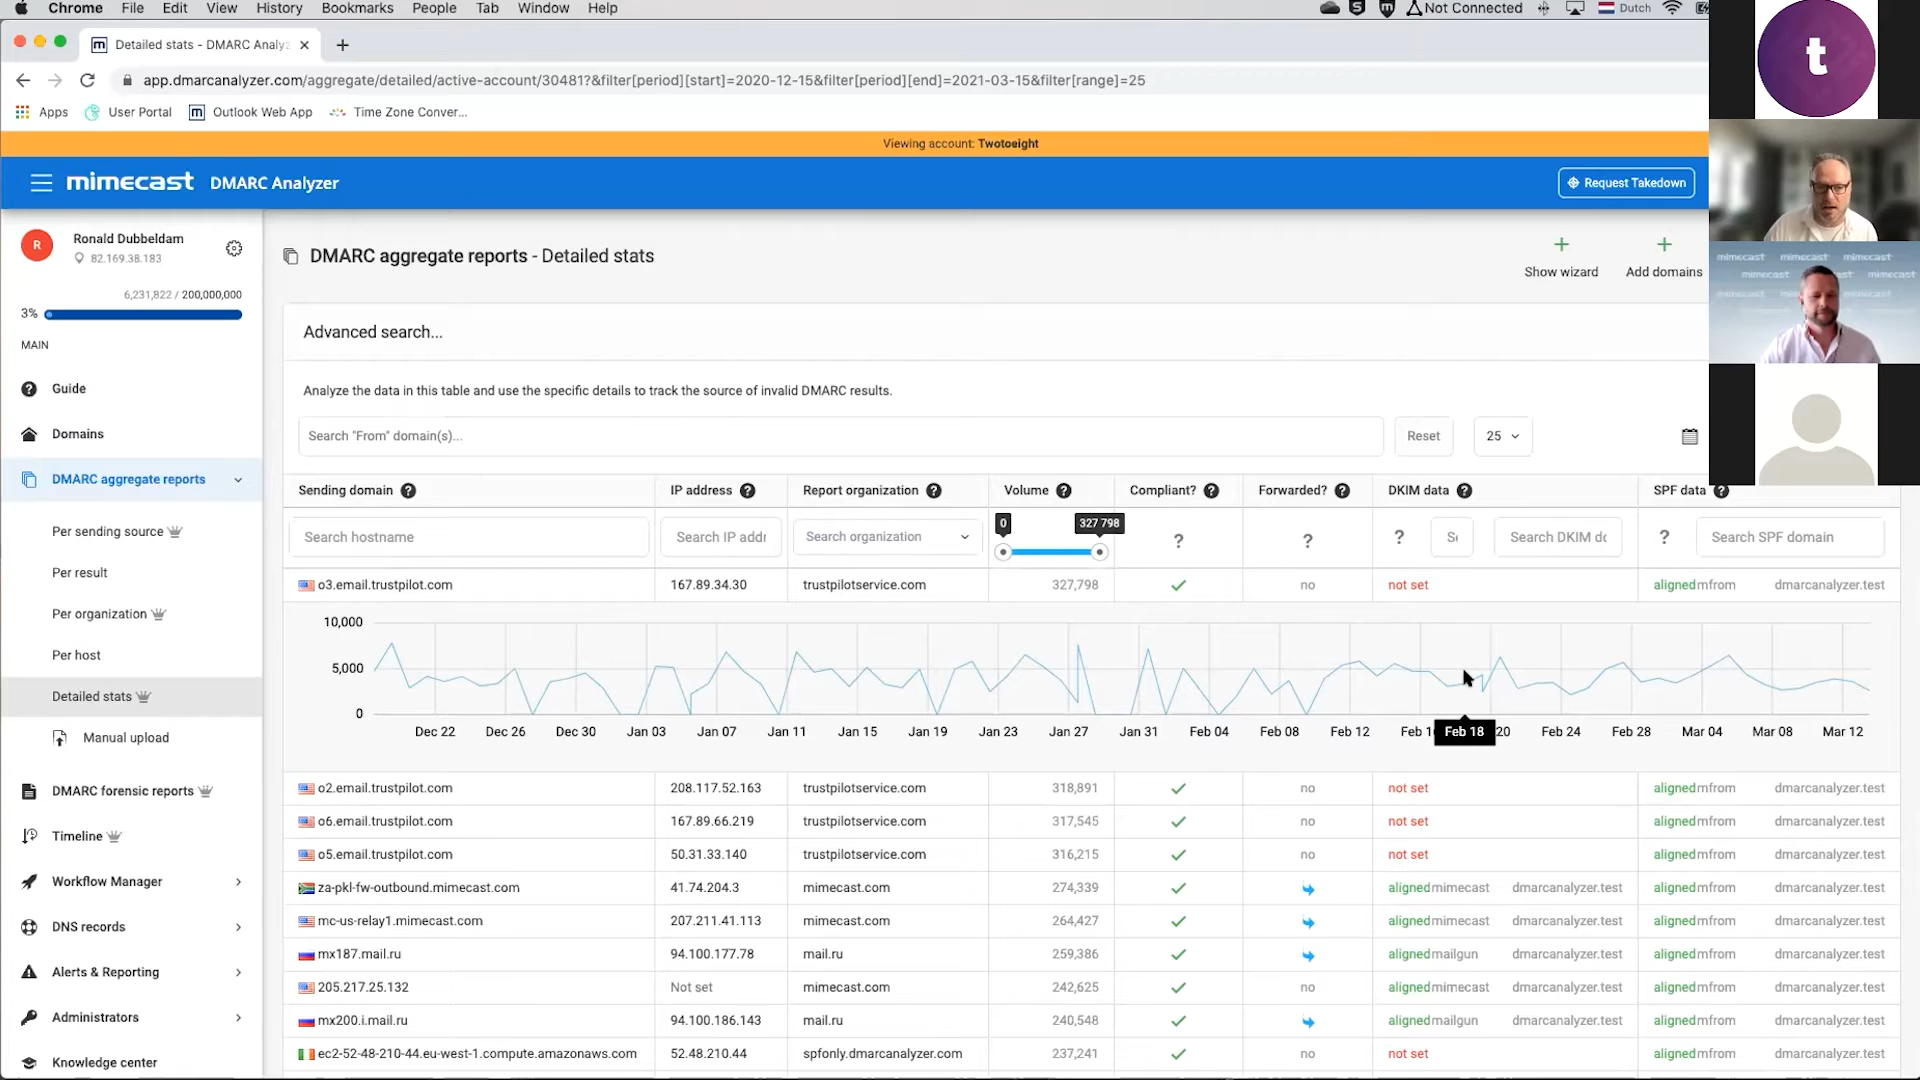 Chrome File Edit View History Bookmarks People Tab Window Help Not Connected Dutch
Detailed stats - DMARC Analyz
app.dmarcanalyzer.com/aggregate/detailed/active-account/30481?&filter[period][start]=2020-12-15&filter[period][end]=2021-03-15&filter[range]=25
Apps User Portal Outlook Web App Time Zone Conver...
Viewing account: Twotoeight
mimecast DMARC Analyzer Request Takedown
t
mimecast mimecast mimecast
mimecast mimecast
R Ronald Dubbeldam
82.169.38.183
6,231,822 / 200,000,000
3%
MAIN
Guide
Domains
DMARC aggregate reports
Per sending source
Per result
Per organization
Per host
Detailed stats
Manual upload
DMARC forensic reports
Timeline
Workflow Manager
DNS records
Alerts & Reporting
Administrators
Knowledge center
DMARC aggregate reports - Detailed stats
Show wizard Add domains
Advanced search...
Analyze the data in this table and use the specific details to track the source of invalid DMARC results.
Search "From" domain(s)... Reset 25
Sending domain ? IP address ? Report organization ? Volume ? Compliant? ? Forwarded? ? DKIM data ? SPF data ?
0 327 798
Search hostname Search IP addr Search organization ? ? ? Se Search DKIM dc ? Search SPF domain
o3.email.trustpilot.com 167.89.34.30 trustpilotservice.com 327,798 no not set alignedmfrom dmarcanalyzer.test
10,000
5,000
0
Dec 22 Dec 26 Dec 30 Jan 03 Jan 07 Jan 11 Jan 15 Jan 19 Jan 23 Jan 27 Jan 31 Feb 04 Feb 08 Feb 12 Feb 1 Feb 18 20 Feb 24 Feb 28 Mar 04 Mar 08 Mar 12
o2.email.trustpilot.com 208.117.52.163 trustpilotservice.com 318,891 no not set alignedmfrom dmarcanalyzer.test
o6.email.trustpilot.com 167.89.66.219 trustpilotservice.com 317,545 no not set alignedmfrom dmarcanalyzer.test
o5.email.trustpilot.com 50.31.33.140 trustpilotservice.com 316,215 no not set alignedmfrom dmarcanalyzer.test
za-pkl-fw-outbound.mimecast.com 41.74.204.3 mimecast.com 274,339 alignedmimecast dmarcanalyzer.test alignedmfrom dmarcanalyzer.test
mc-us-relay1.mimecast.com 207.211.41.113 mimecast.com 264,427 alignedmimecast dmarcanalyzer.test alignedmfrom dmarcanalyzer.test
mx187.mail.ru 94.100.177.78 mail.ru 259,386 alignedmailgun dmarcanalyzer.test alignedmfrom dmarcanalyzer.test
205.217.25.132 Not set mimecast.com 242,625 no alignedmimecast dmarcanalyzer.test alignedmfrom dmarcanalyzer.test
mx200.i.mail.ru 94.100.186.143 mail.ru 240,548 alignedmailgun dmarcanalyzer.test alignedmfrom dmarcanalyzer.test
ec2-52-48-210-44.eu-west-1.compute.amazonaws.com 52.48.210.44 spfonly.dmarcanalyzer.com 237,241 no not set alignedmfrom dmarcanalyzer.test